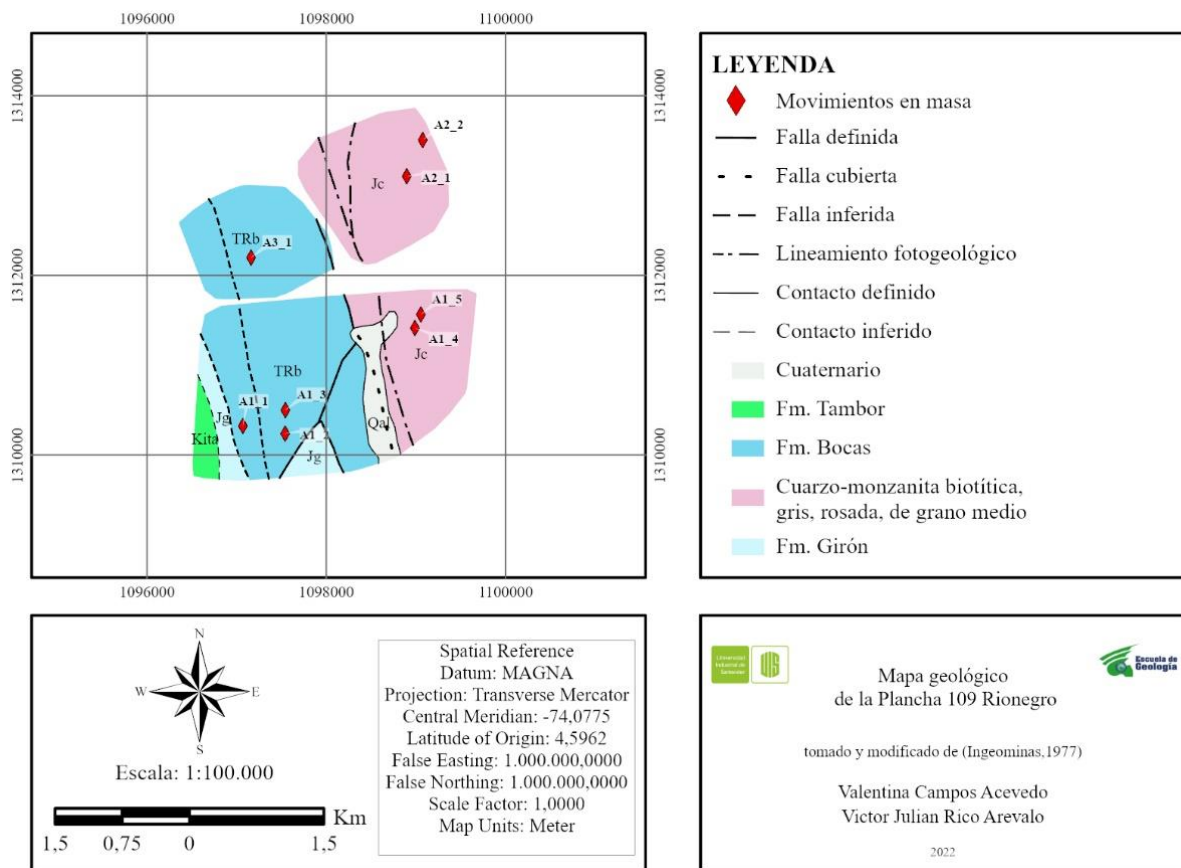 1096000
1098000
1100000
1314000
1314000
A2_2
Jc
A2_1
TRb
A3_1
1312000
1312000
A1_5
A1_4
Jc
TRb
A1_3
A1_1
Jg
A1_2
Qal
Kita
Jg
1310000
1310000
1096000
1098000
1100000
LEYENDA
Movimientos en masa
Falla definida
Falla cubierta
Falla inferida
Lineamiento fotogeológico
Contacto definido
Contacto inferido
Cuaternario
Fm. Tambor
Fm. Bocas
Cuarzo-monzanita biotítica,
gris, rosada, de grano medio
Fm. Girón
N
W
E
S
Escala: 1:100.000
Km
1,5 0,75 0 1,5
Spatial Reference
Datum: MAGNA
Projection: Transverse Mercator
Central Meridian: -74,0775
Latitude of Origin: 4,5962
False Easting: 1.000.000,0000
False Northing: 1.000.000,0000
Scale Factor: 1,0000
Map Units: Meter
Universidad
Industrial de
Santander
UIS
Escuela de
Geología
Mapa geológico
de la Plancha 109 Rionegro
tomado y modificado de (Ingeominas,1977)
Valentina Campos Acevedo
Victor Julian Rico Arevalo
2022